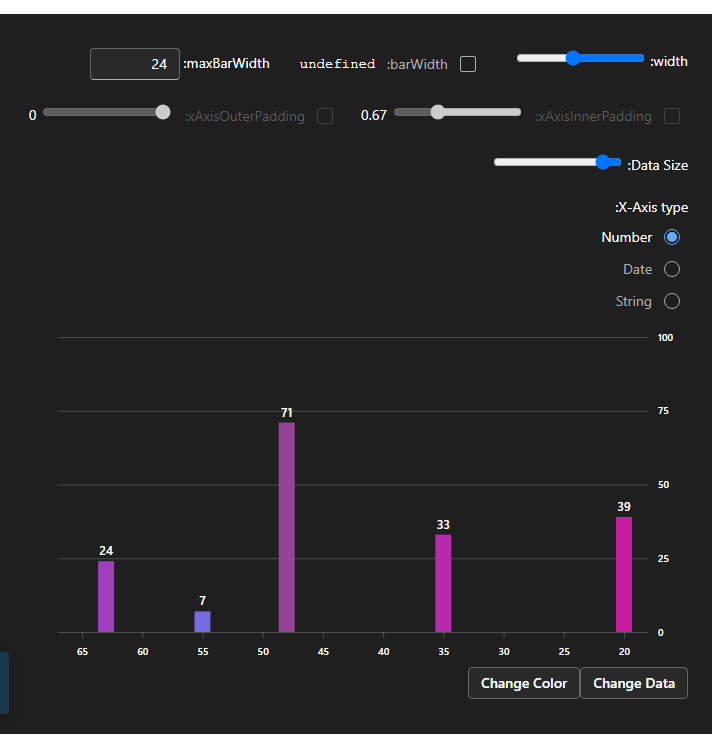 :width
:barWidth undefined
:maxBarWidth 24
:xAxisInnerPadding 0.67
:xAxisOuterPadding 0
:Data Size
:X-Axis type
Number
Date
String
100
75
50
25
0
24
7
71
33
39
65 60 55 50 45 40 35 30 25 20
Change Color Change Data